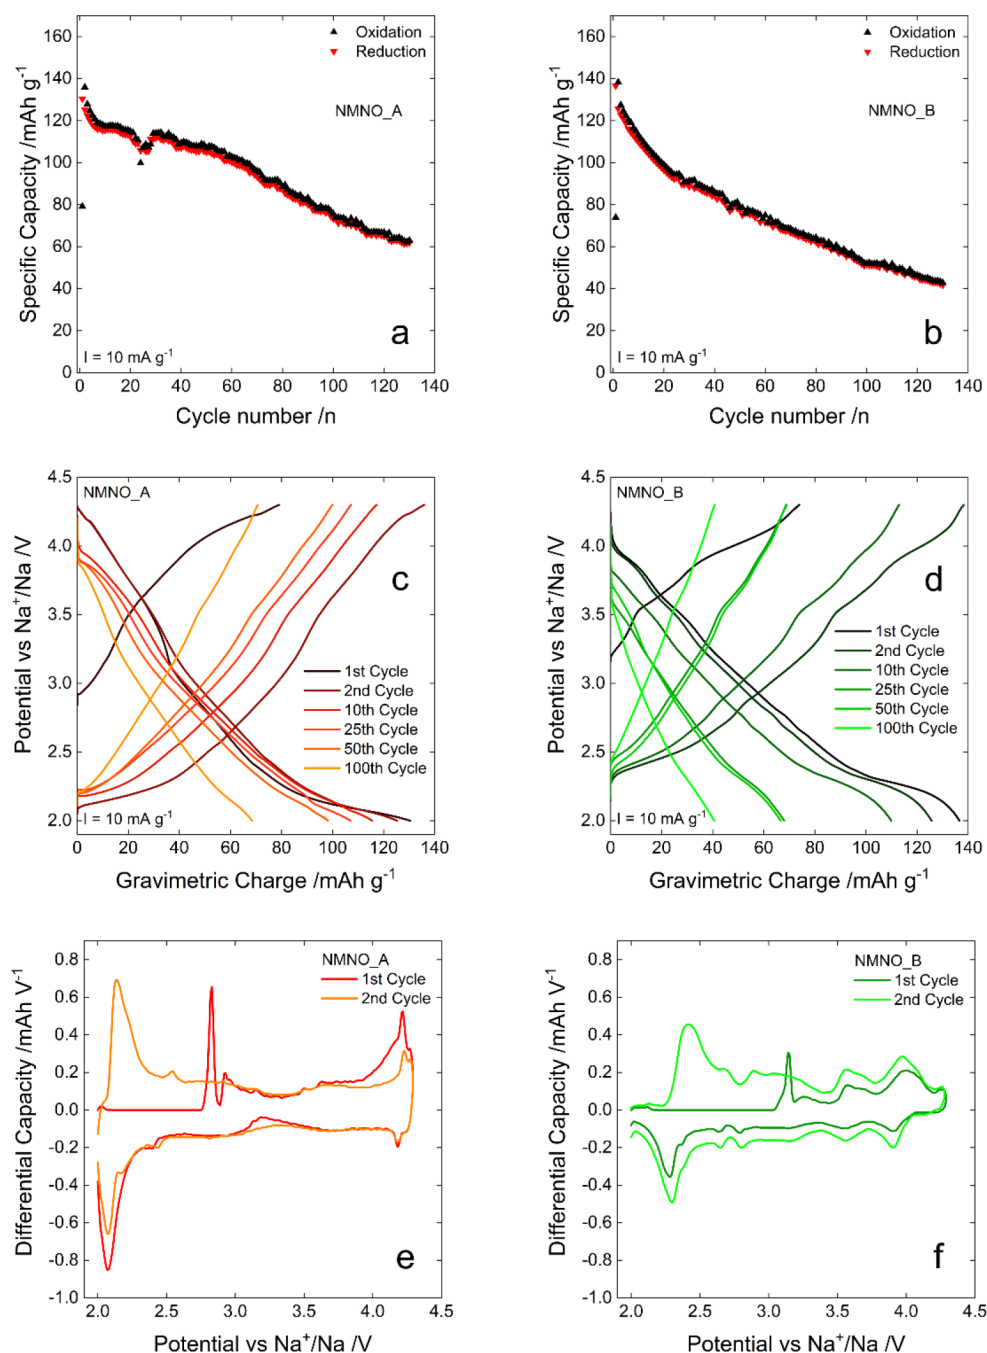 160
140
120
100
80
60
40
20
0
Specific Capacity /mAh g⁻¹
Oxidation
Reduction
NMNO_A
a
I = 10 mA g⁻¹
0 20 40 60 80 100 120 140
Cycle number /n
160
140
120
100
80
60
40
20
0
Specific Capacity /mAh g⁻¹
Oxidation
Reduction
NMNO_B
b
I = 10 mA g⁻¹
0 20 40 60 80 100 120 140
Cycle number /n
4.5
4.0
3.5
3.0
2.5
2.0
Potential vs Na⁺/Na /V
NMNO_A
c
1st Cycle
2nd Cycle
10th Cycle
25th Cycle
50th Cycle
100th Cycle
I = 10 mA g⁻¹
0 20 40 60 80 100 120 140
Gravimetric Charge /mAh g⁻¹
4.5
4.0
3.5
3.0
2.5
2.0
Potential vs Na⁺/Na /V
NMNO_B
d
1st Cycle
2nd Cycle
10th Cycle
25th Cycle
50th Cycle
100th Cycle
I = 10 mA g⁻¹
0 20 40 60 80 100 120 140
Gravimetric Charge /mAh g⁻¹
0.8
0.6
0.4
0.2
0.0
-0.2
-0.4
-0.6
-0.8
-1.0
Differential Capacity /mAh V⁻¹
NMNO_A
1st Cycle
2nd Cycle
e
2.0 2.5 3.0 3.5 4.0 4.5
Potential vs Na⁺/Na /V
0.8
0.6
0.4
0.2
0.0
-0.2
-0.4
-0.6
-0.8
-1.0
Differential Capacity /mAh V⁻¹
NMNO_B
1st Cycle
2nd Cycle
f
2.0 2.5 3.0 3.5 4.0 4.5
Potential vs Na⁺/Na /V